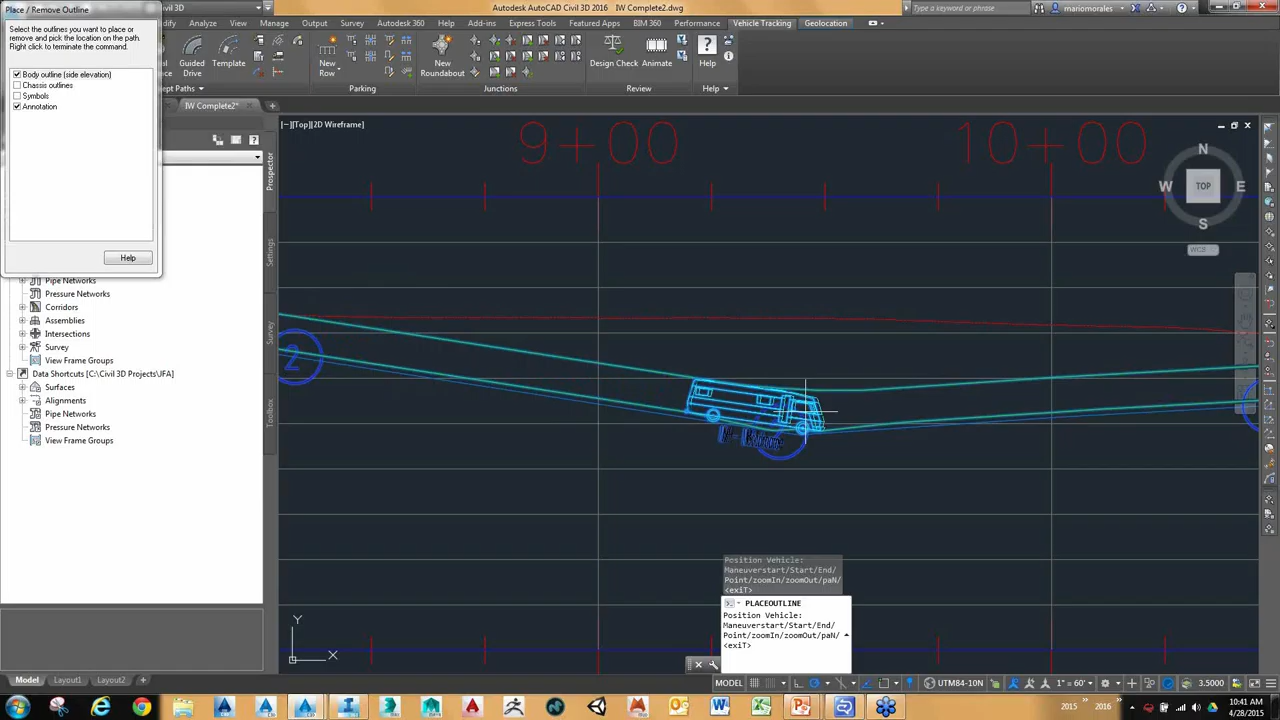 Place / Remove Outline
Autodesk AutoCAD Civil 3D 2016    IW Complete2.dwg
Type a keyword or phrase
mariomorales
Select the outlines you want to place or
remove and pick the location on the path.
Right click to terminate the command.
Body outline (side elevation)
Chassis outlines
Symbols
Annotation
Help
Analyze
View
Manage
Output
Survey
Autodesk 360
Help
Add-ins
Express Tools
Featured Apps
BIM 360
Performance
Vehicle Tracking
Geolocation
Guided
Drive
Template
New
Row
New
Roundabout
Design Check
Animate
Help
Parking
Junctions
Review
Help
IW Complete2*
[−][Top][2D Wireframe]
9+00
10+00
N
W
TOP
E
S
WCS
Prospector
Settings
Survey
Toolbox
Pipe Networks
Pressure Networks
Corridors
Assemblies
Intersections
Survey
View Frame Groups
Data Shortcuts [C:\Civil 3D Projects\JFA]
Surfaces
Alignments
Pipe Networks
Pressure Networks
View Frame Groups
2
Position Vehicle:
Maneuverstart/Start/End/
Point/zoomIn/zoomOut/paN/
<exiT>
PLACEOUTLINE
Position Vehicle:
Maneuverstart/Start/End/
Point/zoomIn/zoomOut/paN/
<exiT>
Y
X
Model
Layout1
Layout2
MODEL
UTM84-10N
1" = 60'
3.5000
2015
2016
10:41 AM
4/28/2015